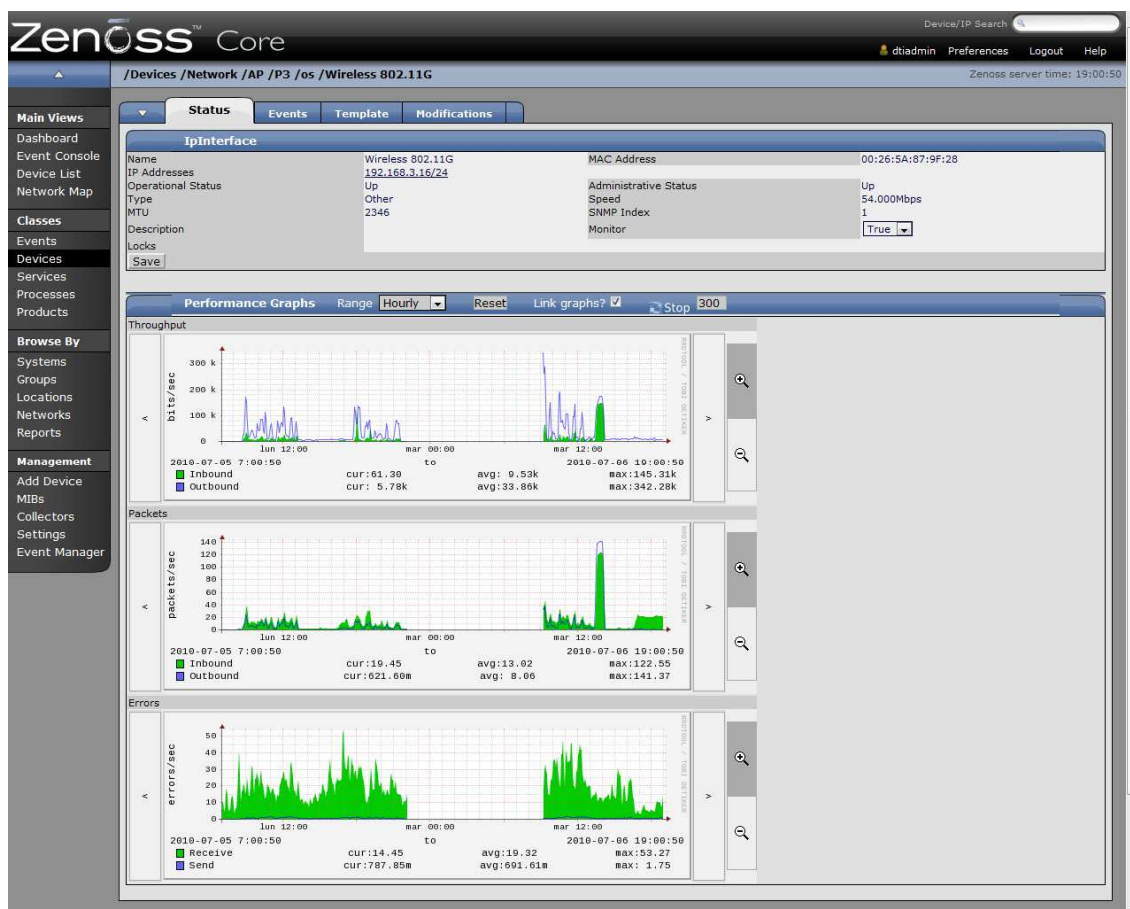 Zenoss™ Core
Device/IP Search
dtiadmin Preferences Logout Help
/Devices /Network /AP /P3 /os /Wireless 802.11G
Zenoss server time: 19:00:50
Main Views
Dashboard
Event Console
Device List
Network Map
Classes
Events
Devices
Services
Processes
Products
Browse By
Systems
Groups
Locations
Networks
Reports
Management
Add Device
MIBs
Collectors
Settings
Event Manager
Status Events Template Modifications
IpInterface
Name Wireless 802.11G MAC Address 00:26:5A:87:9F:28
IP Addresses 192.168.3.16/24
Operational Status Up Administrative Status Up
Type Other Speed 54.000Mbps
MTU 2346 SNMP Index 1
Description Monitor True
Locks
Save
Performance Graphs Range Hourly Reset Link graphs? Stop 300
Throughput
<
bits/sec
300 k
200 k
100 k
0
lun 12:00 mar 00:00 mar 12:00
2010-07-05 7:00:50 to 2010-07-06 19:00:50
Inbound cur:61.30 avg: 9.53k max:145.31k
Outbound cur: 5.78k avg:33.86k max:342.28k
RRDTOOL / TOBI OETIKER
>
Packets
<
packets/sec
140
120
100
80
60
40
20
0
lun 12:00 mar 00:00 mar 12:00
2010-07-05 7:00:50 to 2010-07-06 19:00:50
Inbound cur:19.45 avg:13.02 max:122.55
Outbound cur:621.60m avg: 8.06 max:141.37
RRDTOOL / TOBI OETIKER
>
Errors
<
errors/sec
50
40
30
20
10
0
lun 12:00 mar 00:00 mar 12:00
2010-07-05 7:00:50 to 2010-07-06 19:00:50
Receive cur:14.45 avg:19.32 max:53.27
Send cur:787.85m avg:691.61m max: 1.75
RRDTOOL / TOBI OETIKER
>